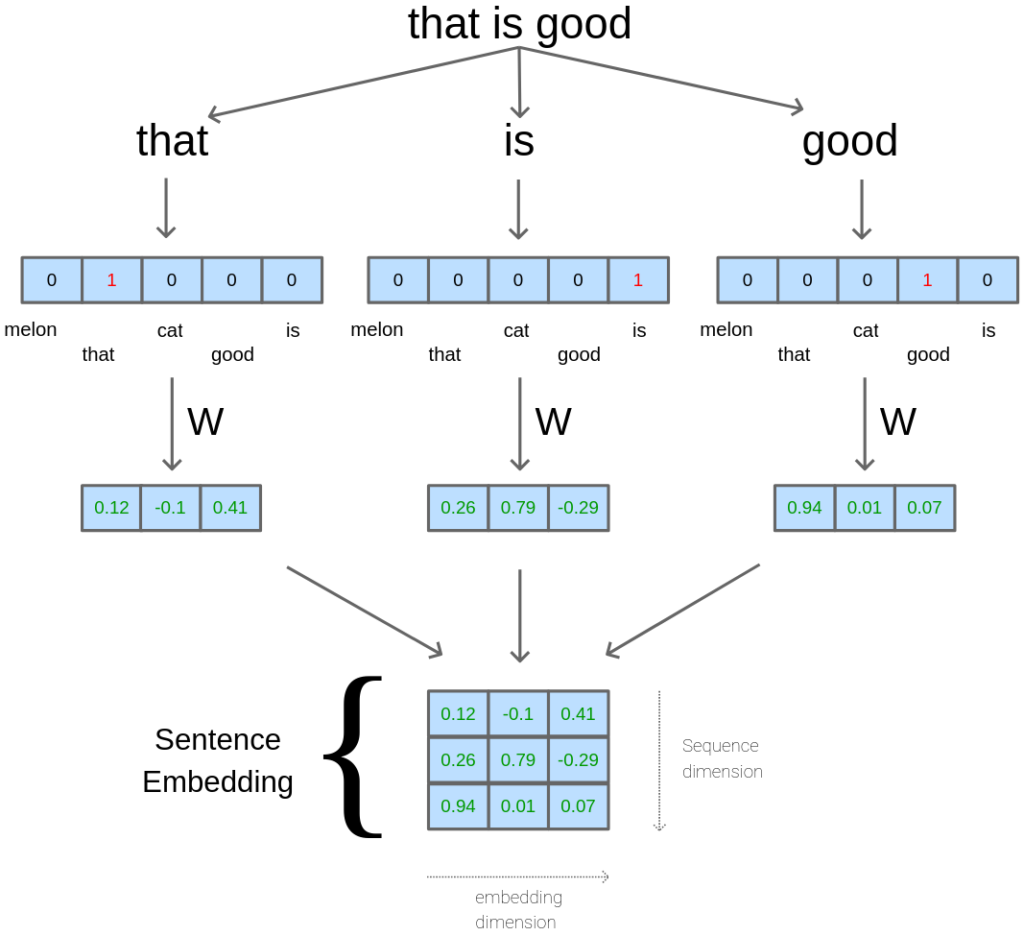 that is good
that is good
0 1 0 0 0 0 0 0 0 1 0 0 0 1 0
melon cat is melon cat is melon cat is
that good that good that good
W W W
0.12 -0.1 0.41 0.26 0.79 -0.29 0.94 0.01 0.07
0.12 -0.1 0.41
0.26 0.79 -0.29
0.94 0.01 0.07
Sentence
Embedding
Sequence
dimension
embedding
dimension